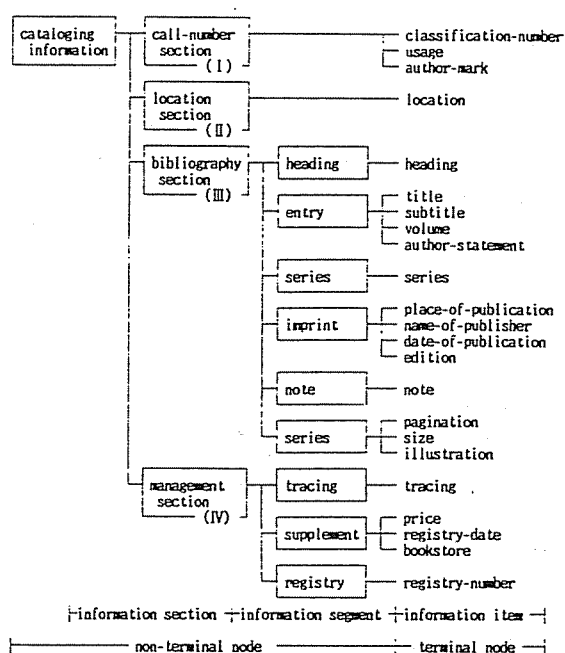 cataloging information
call-number section (I)
classification-number
usage
author-mark
location section (II)
location
bibliography section (III)
heading
heading
entry
title
subtitle
volume
author-statement
series
series
imprint
place-of-publication
name-of-publisher
date-of-publication
edition
note
note
series
pagination
size
illustration
management section (IV)
tracing
tracing
supplement
price
registry-date
bookstore
registry
registry-number
information section
information segment
information item
non-terminal node
terminal node